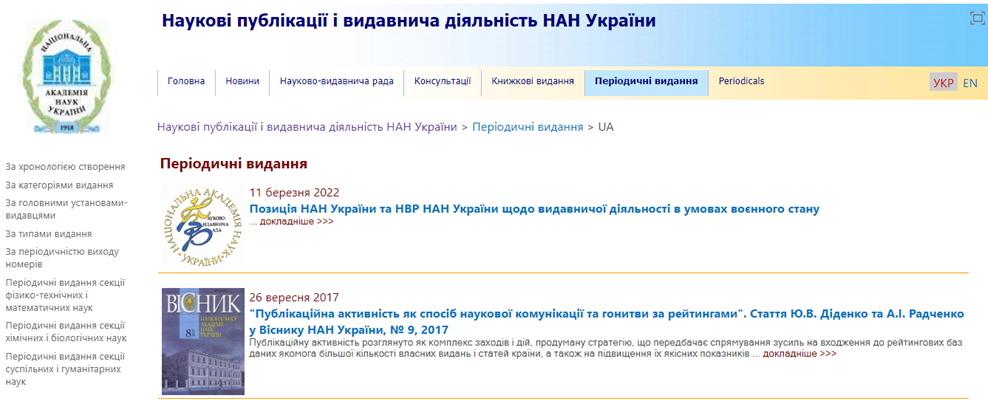 НАЦІОНАЛЬНА
АКАДЕМІЯ
НАУК
УКРАЇНИ
1918
Наукові публікації і видавнича діяльність НАН України
Головна
Новини
Науково-видавнича рада
Консультації
Книжкові видання
Періодичні видання
Periodicals
УКР EN
Наукові публікації і видавнича діяльність НАН України > Періодичні видання > UA
За хронологією створення
За категоріями видання
За головними установами-
видавцями
За типами видання
За періодичністю виходу
номерів
Періодичні видання секції
фізико-технічних і
математичних наук
Періодичні видання секції
хімічних і біологічних наук
Періодичні видання секції
суспільних і гуманітарних
наук
Періодичні видання
НАЦІОНАЛЬНА АКАДЕМІЯ НАУК УКРАЇНИ
НАУКОВО-
ВИДАВНИЧА
РАДА
11 березня 2022
Позиція НАН України та НВР НАН України щодо видавничої діяльності в умовах воєнного стану
... докладніше >>>
ВІСНИК
НАЦІОНАЛЬНОЇ
АКАДЕМІЇ
НАУК
УКРАЇНИ
8
26 вересня 2017
"Публікаційна активність як спосіб наукової комунікації та гонитви за рейтингами". Стаття Ю.В. Діденко та А.І. Радченко
у Віснику НАН України, № 9, 2017
Публікаційну активність розглянуто як комплекс заходів і дій, продуману стратегію, що передбачає спрямування зусиль на входження до рейтингових баз
даних якомога більшої кількості власних видань і статей країни, а також на підвищення їх якісних показників ... докладніше >>>